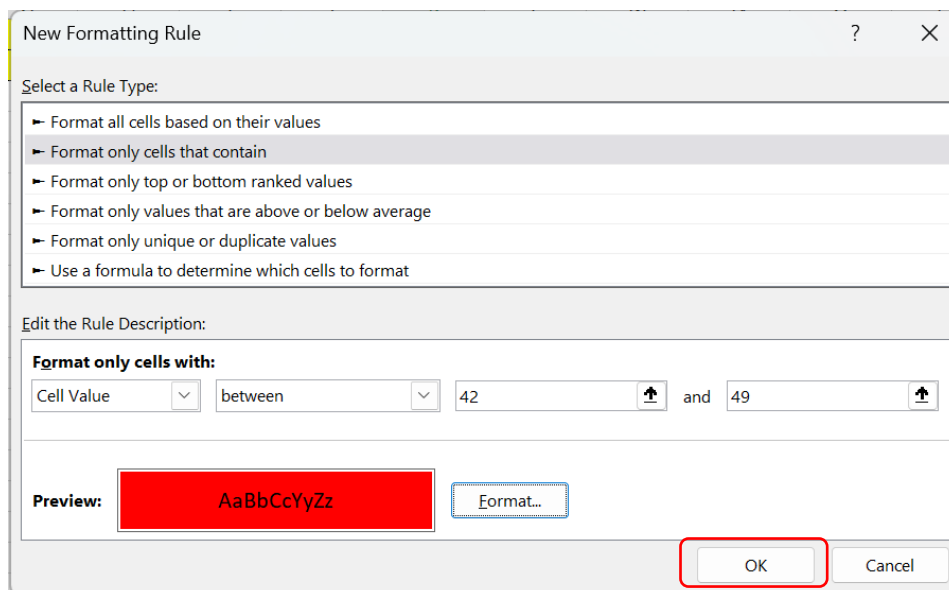 New Formatting Rule ?
Select a Rule Type:
► Format all cells based on their values
► Format only cells that contain
► Format only top or bottom ranked values
► Format only values that are above or below average
► Format only unique or duplicate values
► Use a formula to determine which cells to format
Edit the Rule Description:
Format only cells with:
Cell Value between 42 and 49
Preview: AaBbCcYyZz Format...
OK Cancel